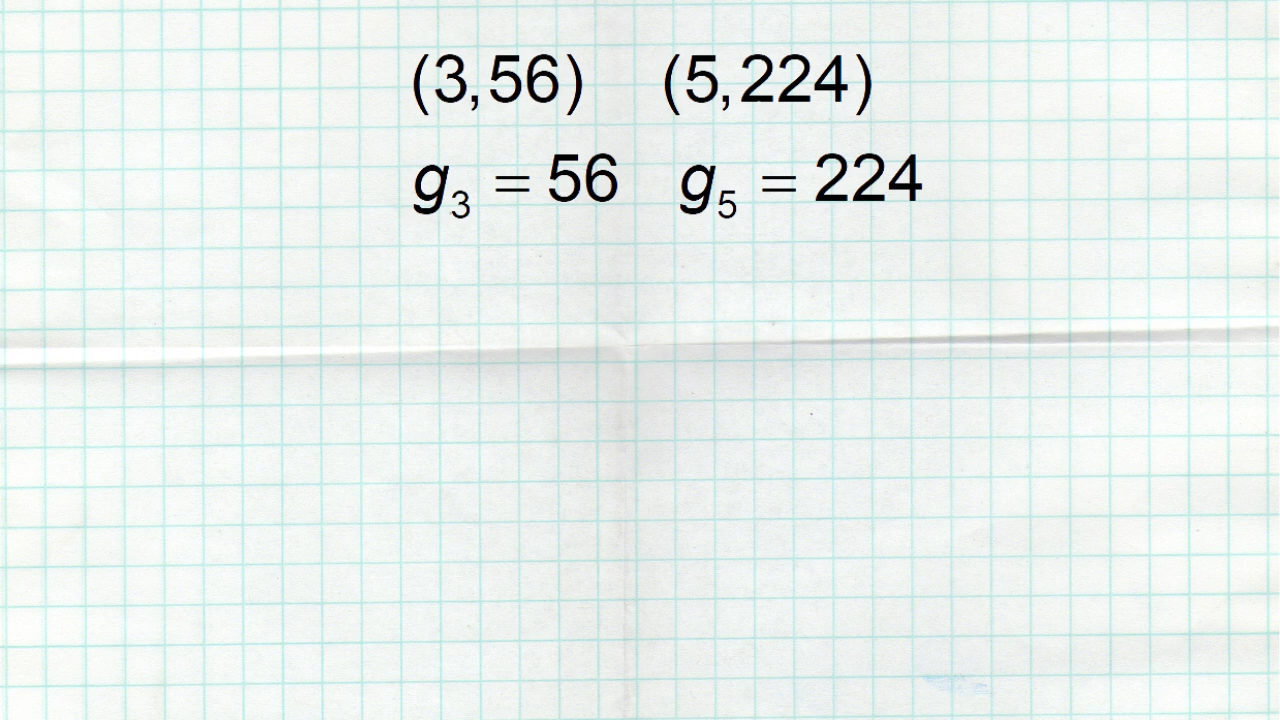 (3,56) (5,224)
g₃ = 56 g₅ = 224